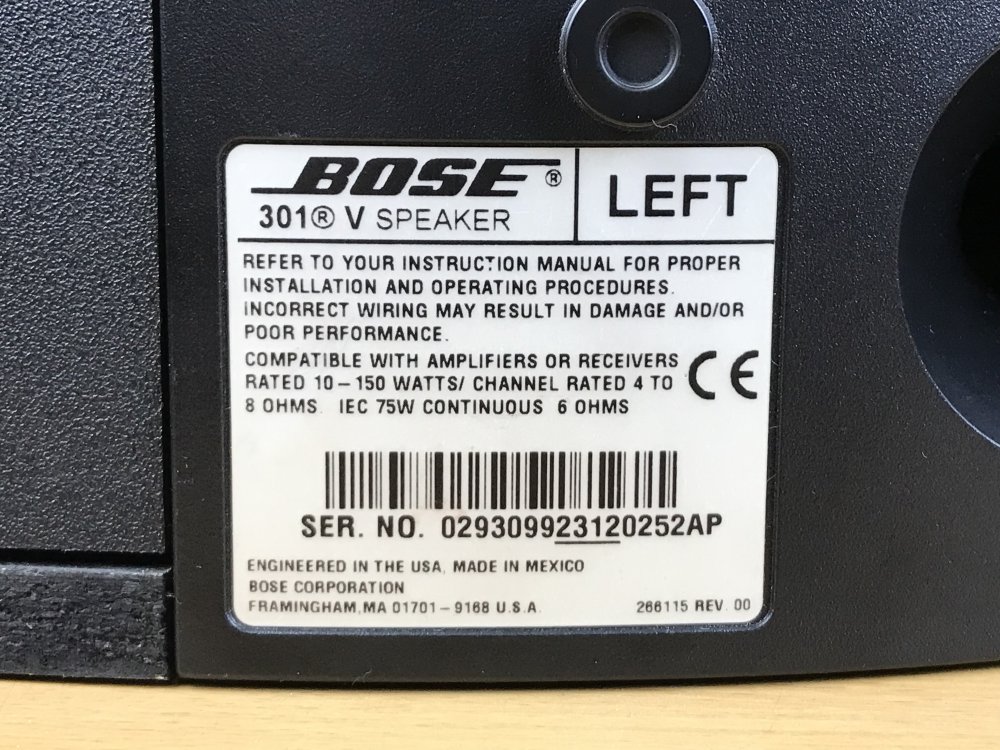 BOSE®
301® V SPEAKER
LEFT
REFER TO YOUR INSTRUCTION MANUAL FOR PROPER
INSTALLATION AND OPERATING PROCEDURES.
INCORRECT WIRING MAY RESULT IN DAMAGE AND/OR
POOR PERFORMANCE.
COMPATIBLE WITH AMPLIFIERS OR RECEIVERS
RATED 10 – 150 WATTS/ CHANNEL RATED 4 TO
8 OHMS. IEC 75W CONTINUOUS 6 OHMS
CE
SER. NO. 029309923120252AP
ENGINEERED IN THE USA, MADE IN MEXICO
BOSE CORPORATION
FRAMINGHAM,MA 01701 – 9168 U.S.A.
266115 REV. 00